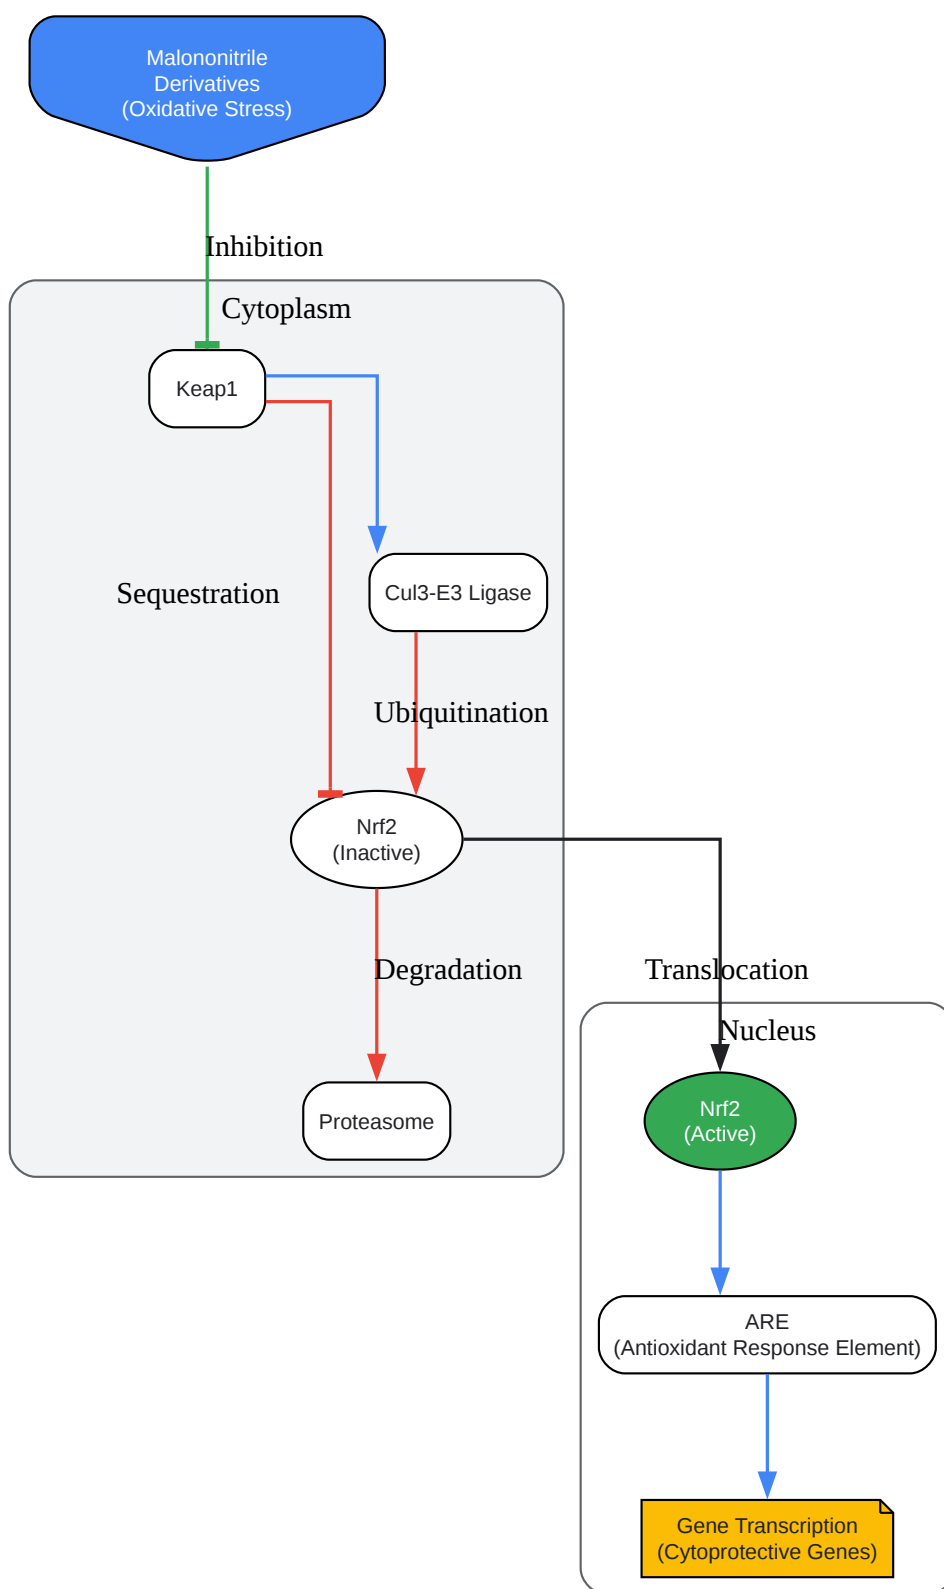 Malononitrile
Derivatives
(Oxidative Stress)
Inhibition
Cytoplasm
Keap1
Sequestration
Cul3-E3 Ligase
Ubiquitination
Nrf2
(Inactive)
Degradation
Translocation
Nucleus
Proteasome
Nrf2
(Active)
ARE
(Antioxidant Response Element)
Gene Transcription
(Cytoprotective Genes)